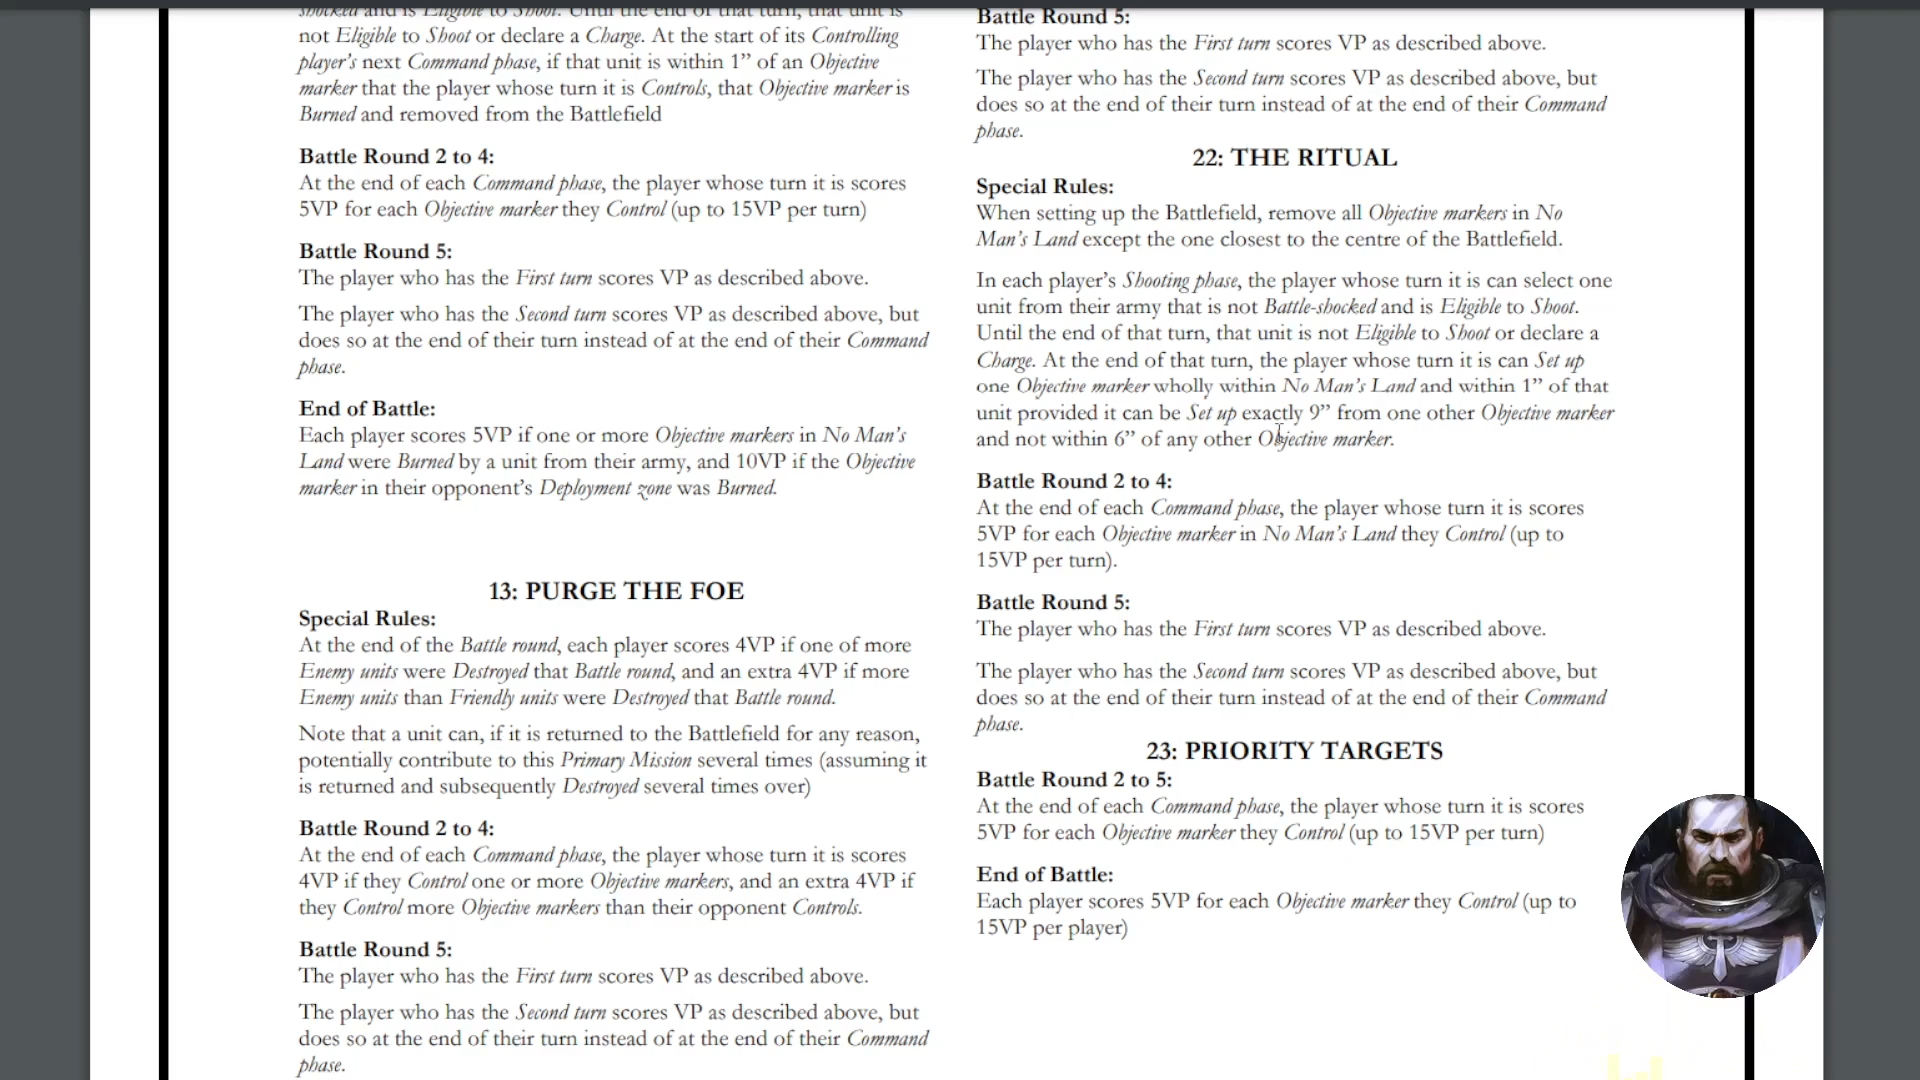 shocked and is Eligible to Shoot. Until the end of that turn, that unit is
not Eligible to Shoot or declare a Charge. At the start of its Controlling
player's next Command phase, if that unit is within 1” of an Objective
marker that the player whose turn it is Controls, that Objective marker is
Burned and removed from the Battlefield
Battle Round 2 to 4:
At the end of each Command phase, the player whose turn it is scores
5VP for each Objective marker they Control (up to 15VP per turn)
Battle Round 5:
The player who has the First turn scores VP as described above.
The player who has the Second turn scores VP as described above, but
does so at the end of their turn instead of at the end of their Command
phase.
End of Battle:
Each player scores 5VP if one or more Objective markers in No Man's
Land were Burned by a unit from their army, and 10VP if the Objective
marker in their opponent's Deployment zone was Burned.
13: PURGE THE FOE
Special Rules:
At the end of the Battle round, each player scores 4VP if one of more
Enemy units were Destroyed that Battle round, and an extra 4VP if more
Enemy units than Friendly units were Destroyed that Battle round.
Note that a unit can, if it is returned to the Battlefield for any reason,
potentially contribute to this Primary Mission several times (assuming it
is returned and subsequently Destroyed several times over)
Battle Round 2 to 4:
At the end of each Command phase, the player whose turn it is scores
4VP if they Control one or more Objective markers, and an extra 4VP if
they Control more Objective markers than their opponent Controls.
Battle Round 5:
The player who has the First turn scores VP as described above.
The player who has the Second turn scores VP as described above, but
does so at the end of their turn instead of at the end of their Command
phase.
Battle Round 5:
The player who has the First turn scores VP as described above.
The player who has the Second turn scores VP as described above, but
does so at the end of their turn instead of at the end of their Command
phase.
22: THE RITUAL
Special Rules:
When setting up the Battlefield, remove all Objective markers in No
Man's Land except the one closest to the centre of the Battlefield.
In each player's Shooting phase, the player whose turn it is can select one
unit from their army that is not Battle-shocked and is Eligible to Shoot.
Until the end of that turn, that unit is not Eligible to Shoot or declare a
Charge. At the end of that turn, the player whose turn it is can Set up
one Objective marker wholly within No Man's Land and within 1” of that
unit provided it can be Set up exactly 9” from one other Objective marker
and not within 6” of any other Objective marker.
Battle Round 2 to 4:
At the end of each Command phase, the player whose turn it is scores
5VP for each Objective marker in No Man's Land they Control (up to
15VP per turn).
Battle Round 5:
The player who has the First turn scores VP as described above.
The player who has the Second turn scores VP as described above, but
does so at the end of their turn instead of at the end of their Command
phase.
23: PRIORITY TARGETS
Battle Round 2 to 5:
At the end of each Command phase, the player whose turn it is scores
5VP for each Objective marker they Control (up to 15VP per turn)
End of Battle:
Each player scores 5VP for each Objective marker they Control (up to
15VP per player)